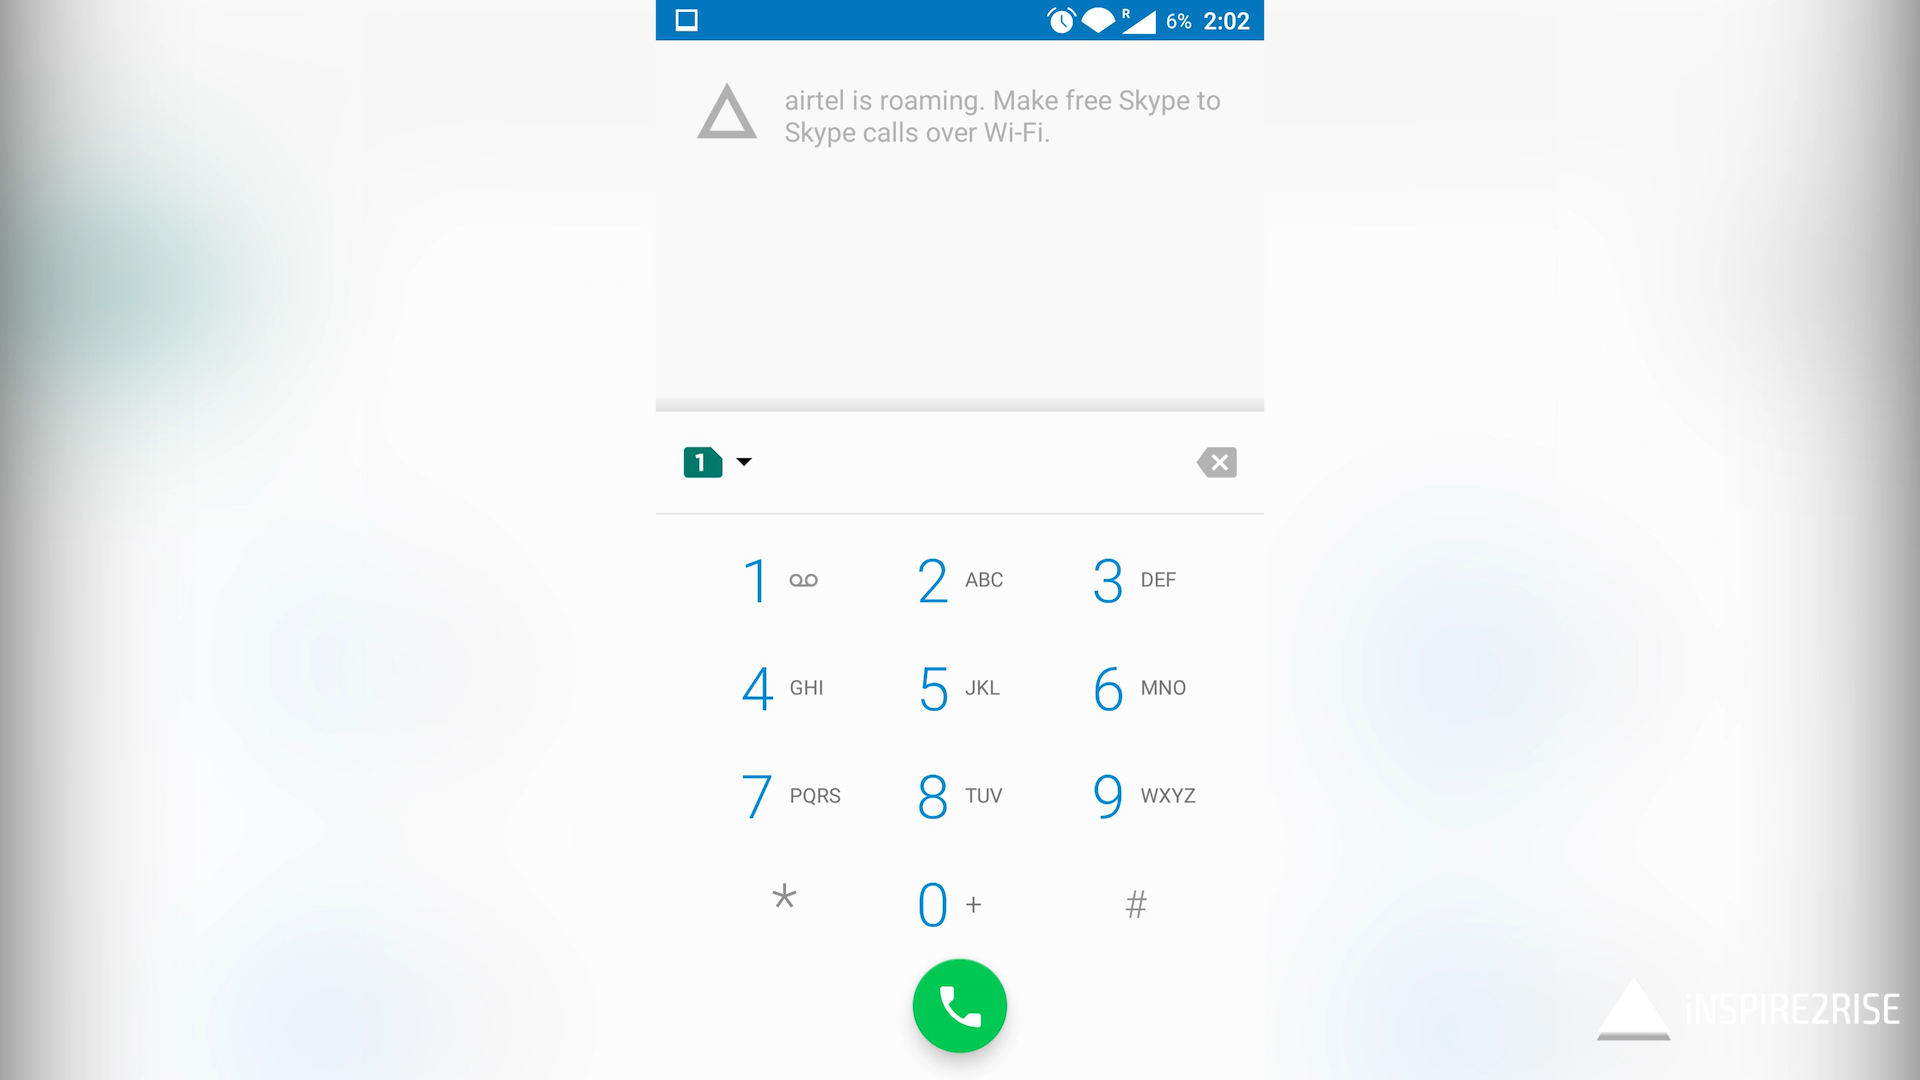 R 6% 2:02
airtel is roaming. Make free Skype to
Skype calls over Wi-Fi.
1
1 2 ABC 3 DEF
4 GHI 5 JKL 6 MNO
7 PQRS 8 TUV 9 WXYZ
* 0 + #
iNSPIRE2RISE